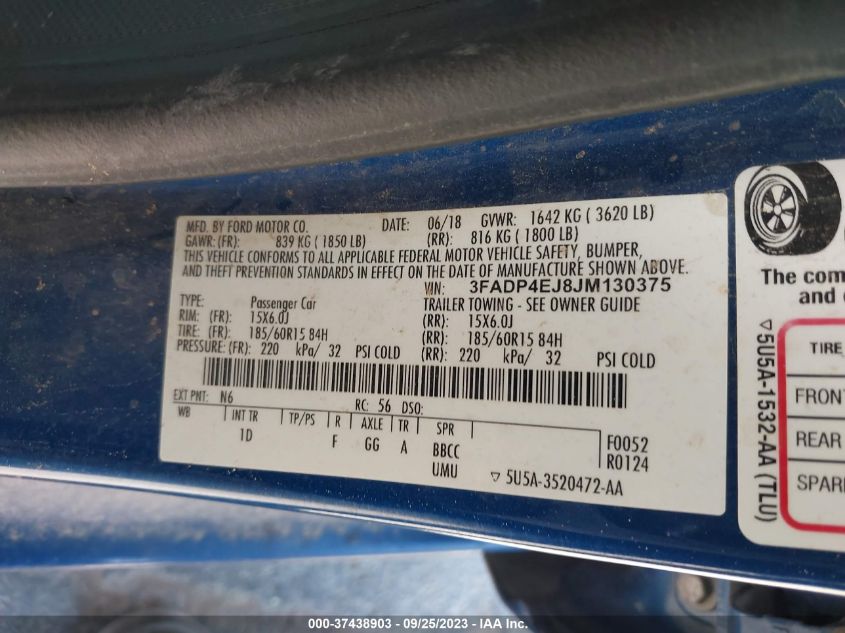 MFD. BY FORD MOTOR CO. DATE: 06/18 GVWR: 1642 KG ( 3620 LB)
GAWR: (FR): 839 KG ( 1850 LB) (RR): 816 KG ( 1800 LB)
THIS VEHICLE CONFORMS TO ALL APPLICABLE FEDERAL MOTOR VEHICLE SAFETY, BUMPER,
AND THEFT PREVENTION STANDARDS IN EFFECT ON THE DATE OF MANUFACTURE SHOWN ABOVE.
VIN: 3FADP4EJ8JM130375
TYPE: Passenger Car TRAILER TOWING - SEE OWNER GUIDE
RIM: (FR): 15X6.0J (RR): 15X6.0J
TIRE: (FR): 185/60R15 84H (RR): 185/60R15 84H
PRESSURE: (FR): 220 kPa/ 32 PSI COLD (RR): 220 kPa/ 32 PSI COLD
EXT PNT: N6 RC: 56 DSO:
WB INT TR TP/PS R AXLE TR SPR
1D F GG A BBCC
UMU
F0052
R0124
▽ 5U5A-3520472-AA
The com
and
TIRE
FRONT
REAR
SPAR
▽ 5U5A-1532-AA (TLU)
000-37438903 / 09/25/2023 - IAA Inc.